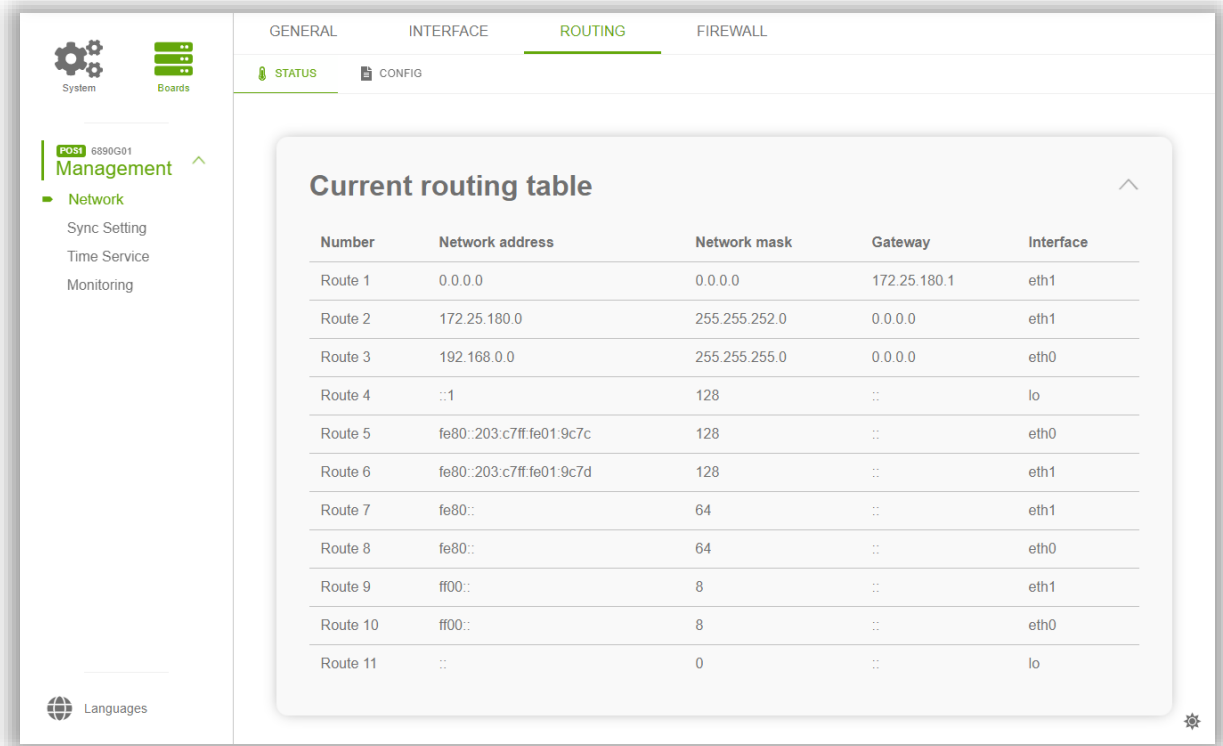 GENERAL INTERFACE ROUTING FIREWALL
STATUS CONFIG
System Boards
POS1 6890G01
Management
Network
Sync Setting
Time Service
Monitoring
Current routing table
Number Network address Network mask Gateway Interface
Route 1 0.0.0.0 0.0.0.0 172.25.180.1 eth1
Route 2 172.25.180.0 255.255.252.0 0.0.0.0 eth1
Route 3 192.168.0.0 255.255.255.0 0.0.0.0 eth0
Route 4 ::1 128 :: lo
Route 5 fe80::203:c7ff:fe01:9c7c 128 :: eth0
Route 6 fe80::203:c7ff:fe01:9c7d 128 :: eth1
Route 7 fe80:: 64 :: eth1
Route 8 fe80:: 64 :: eth0
Route 9 ff00:: 8 :: eth1
Route 10 ff00:: 8 :: eth0
Route 11 :: 0 :: lo
Languages